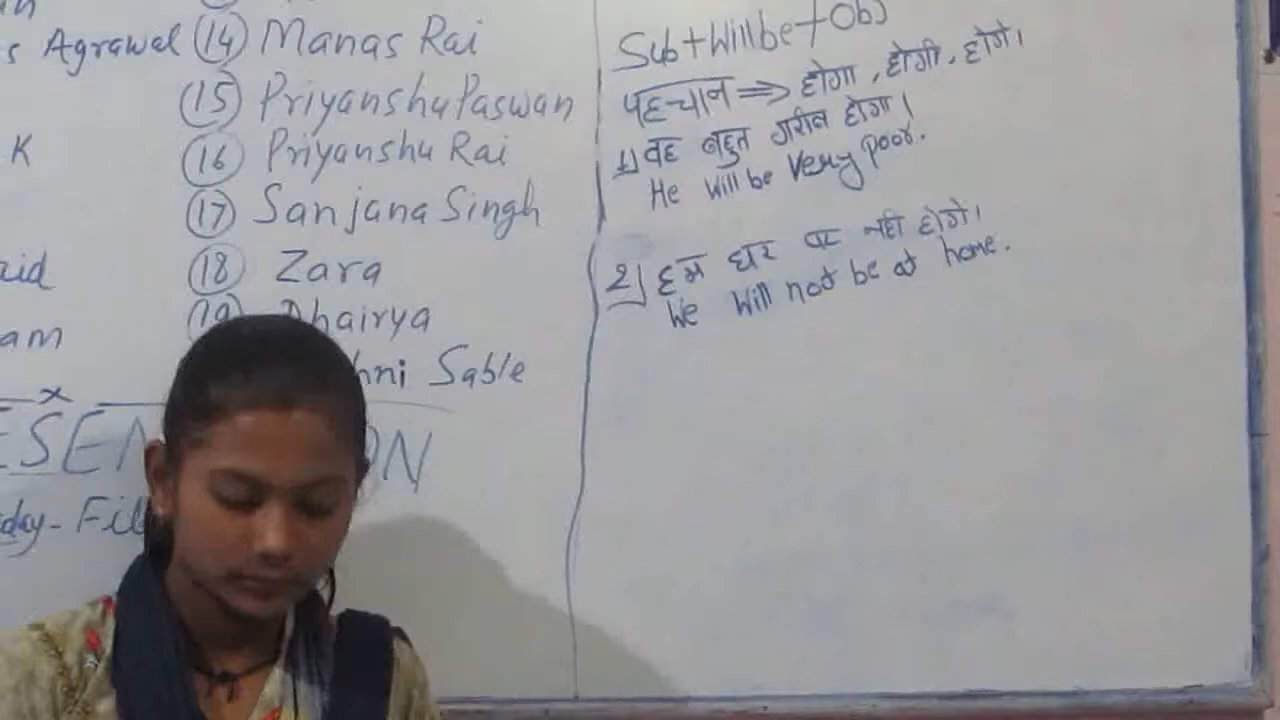 s Agrawal
K
aid
am
(14) Manas Rai
(15) Priyanshu Paswan
(16) Priyanshu Rai
(17) Sanjana Singh
(18) Zara
(19) Dhairya
hni Sable
ESEN ON
day- Fil
Sub+Will be+Obj
पहचान ⇒ होगा, होगी, होगें।
1) वह बहुत गरीब होगा।
He will be very poor.
2) हम घर पर नही होगें।
We will not be at home.